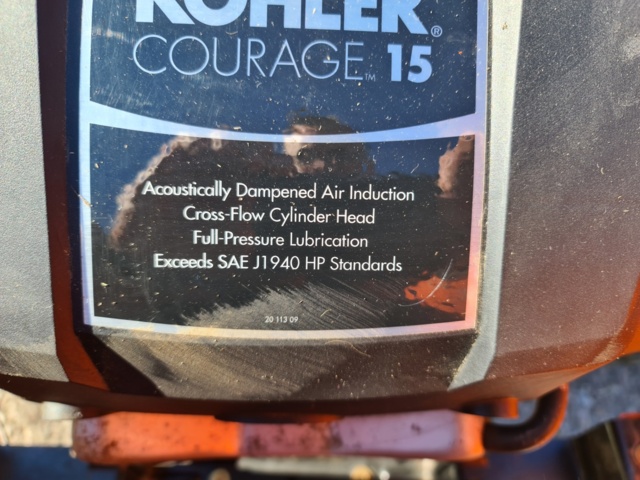 KOHLER®
COURAGE™ 15
Acoustically Dampened Air Induction
Cross-Flow Cylinder Head
Full-Pressure Lubrication
Exceeds SAE J1940 HP Standards
20 113 09